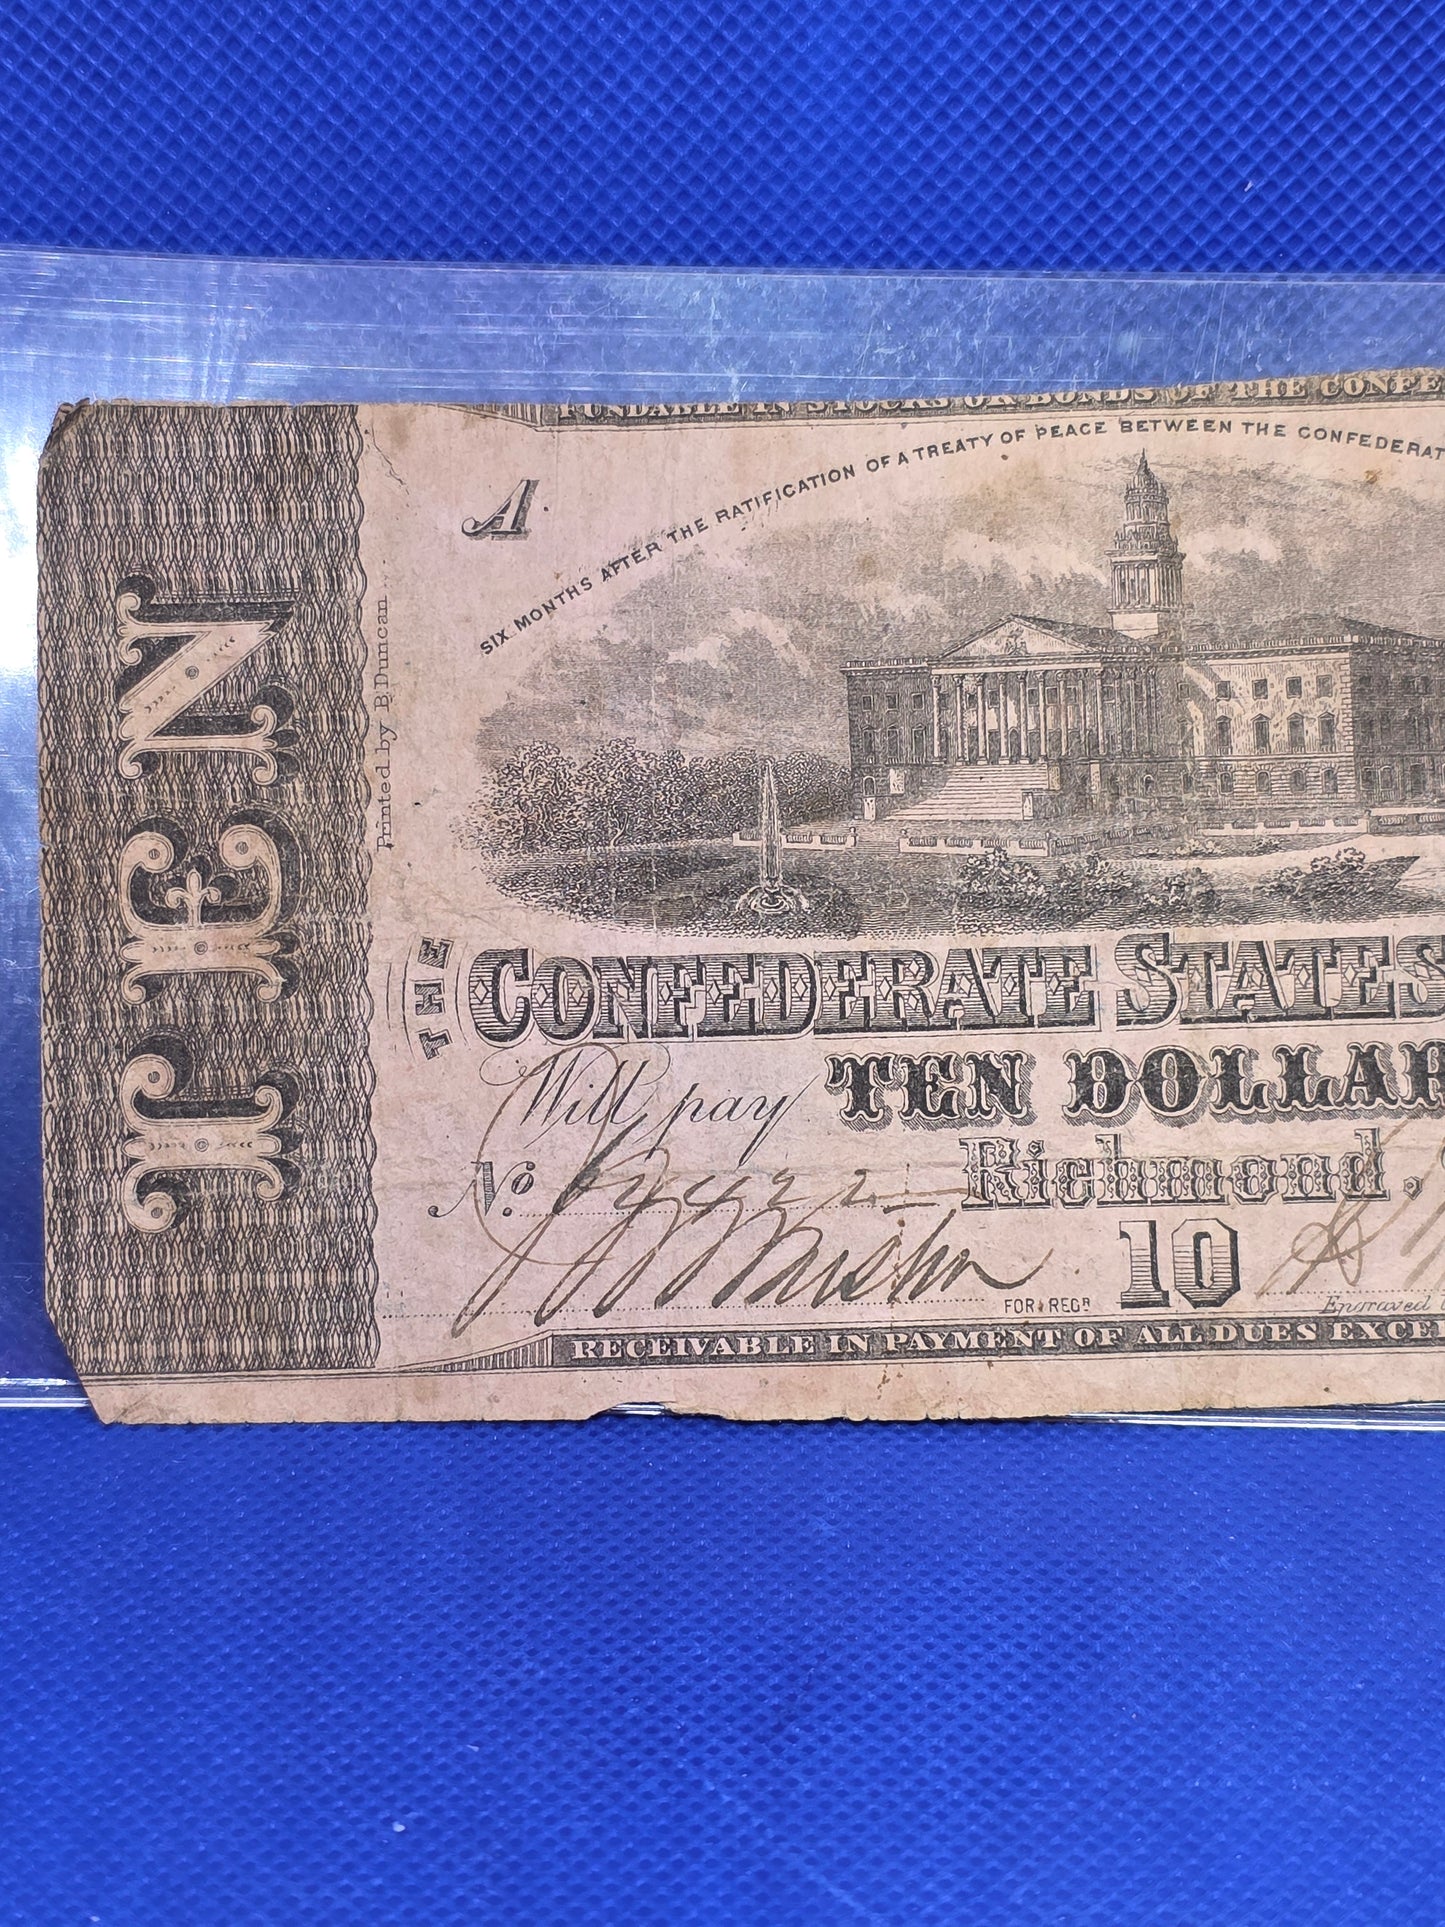 FUNDABLE IN STOCKS OR BONDS OF THE CONFE
SIX MONTHS AFTER THE RATIFICATION OF A TREATY OF PEACE BETWEEN THE CONFEDERAT
A
TEN
Printed by B. Duncan.
THE CONFEDERATE STATES
Will pay TEN DOLLAR
No. Richmond,
FOR REGR 10
Engraved
RECEIVABLE IN PAYMENT OF ALL DUES EXCEP